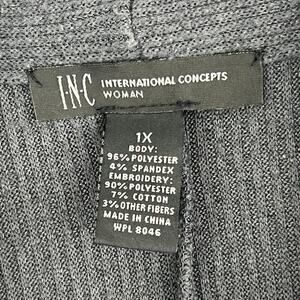 I·N·C INTERNATIONAL CONCEPTS
WOMAN
1X
BODY:
96% POLYESTER
4% SPANDEX
EMBROIDERY:
90% POLYESTER
7% COTTON
3% OTHER FIBERS
MADE IN CHINA
WPL 8046